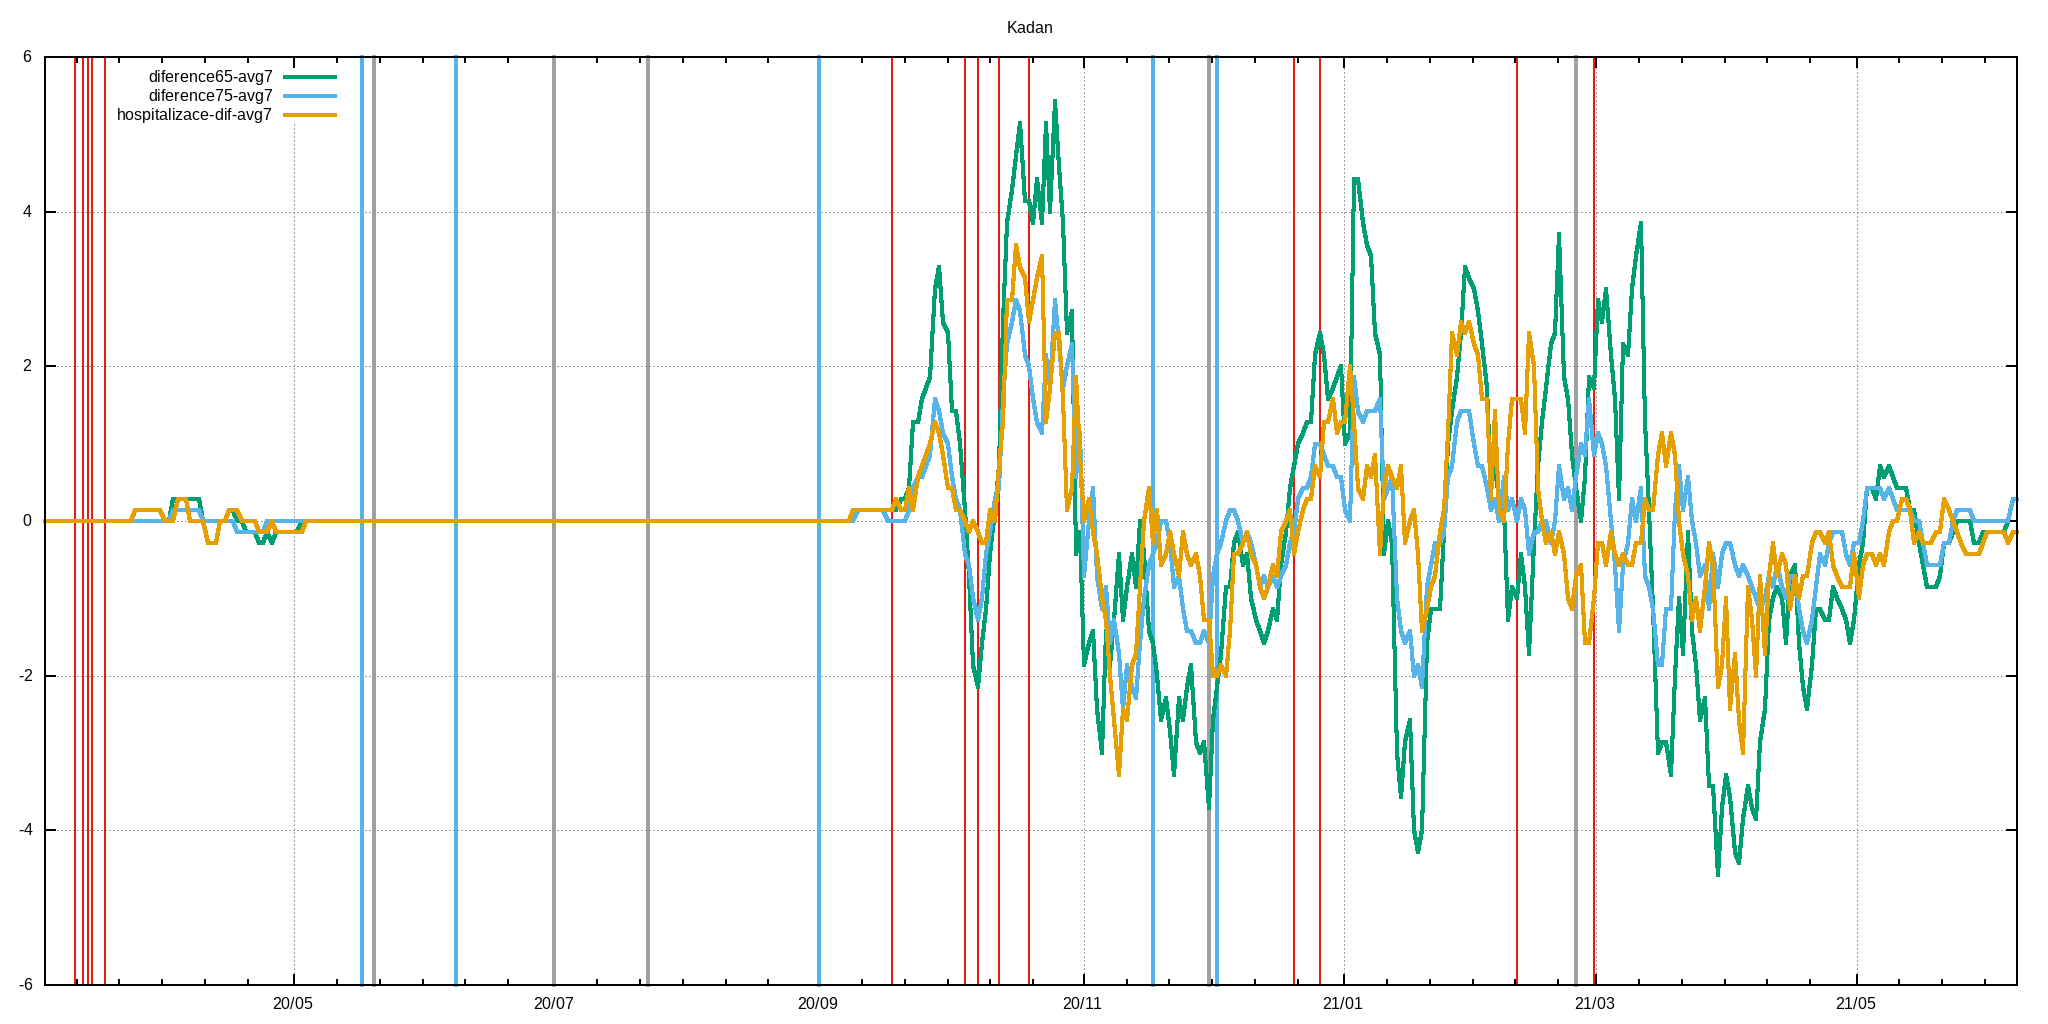 Kadan
6
diference65-avg7
diference75-avg7
hospitalizace-dif-avg7
4
2
0
-2
-4
-6
20/05 20/07 20/09 20/11 21/01 21/03 21/05